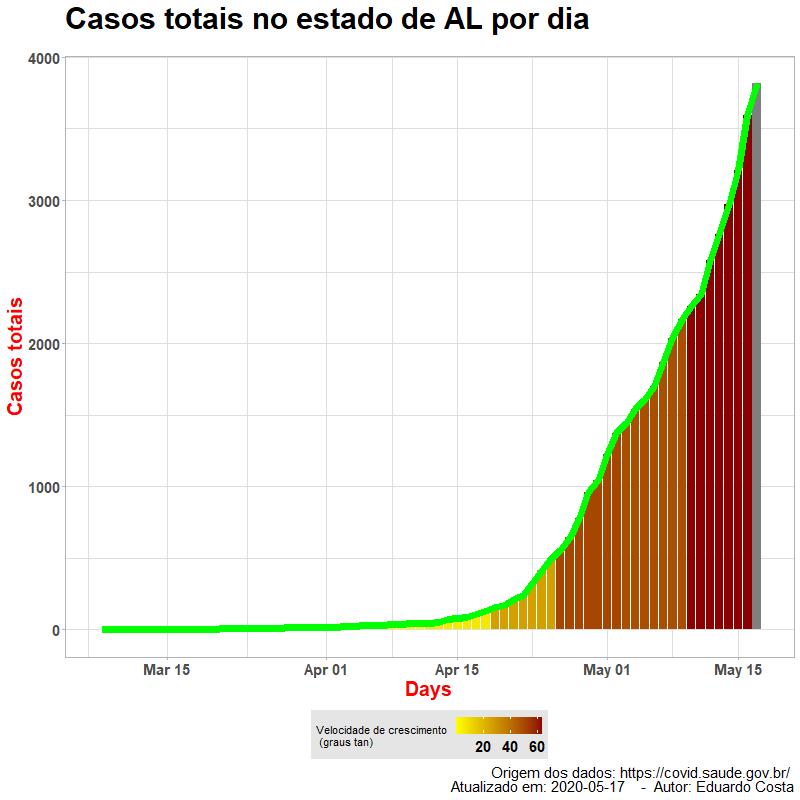 Casos totais no estado de AL por dia
Casos totais
4000
3000
2000
1000
0
Mar 15 Apr 01 Apr 15 May 01 May 15
Days
Velocidade de crescimento
(graus tan)
20 40 60
Origem dos dados: https://covid.saude.gov.br/
Atualizado em: 2020-05-17 - Autor: Eduardo Costa